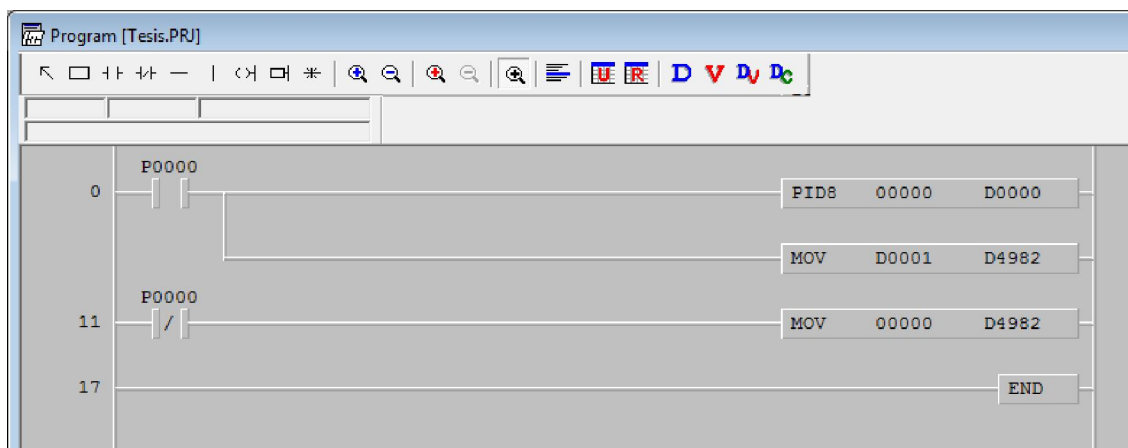 Program [Tesis.PRJ]
U R D V DV DC
P0000
0 PID8 00000 D0000
MOV D0001 D4982
P0000
11 MOV 00000 D4982
17 END